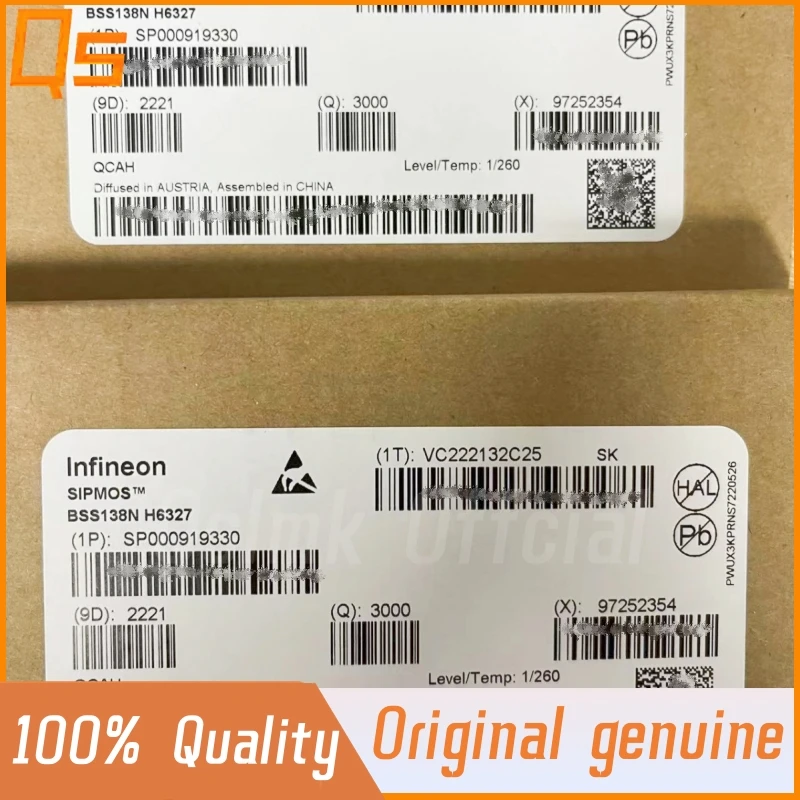 QS
BSS138N H6327
(1P): SP000919330
(9D): 2221 (Q): 3000 (X): 97252354
QCAH Level/Temp: 1/260
Diffused in AUSTRIA, Assembled in CHINA
Pb
Infineon
SIPMOS™
BSS138N H6327
(1T): VC222132C25 SK
(1P): SP000919330
HAL
Pb
PWUX3KPRNS7220526
(9D): 2221 (Q): 3000 (X): 97252354
QCAH Level/Temp: 1/260
100% Quality
Original genuine